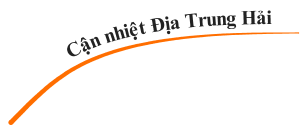 Cận nhiệt Địa Trung Hải